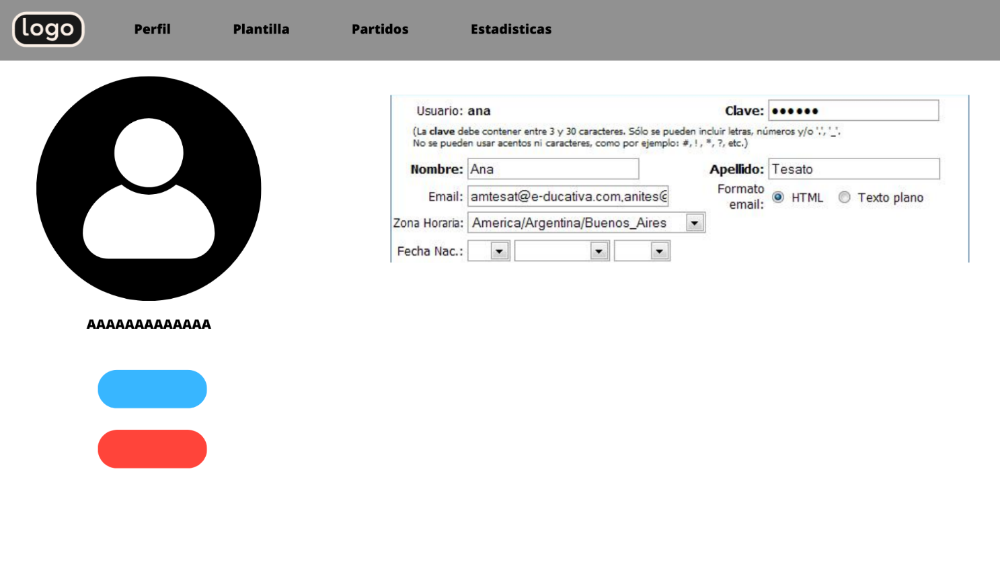 logo Perfil Plantilla Partidos Estadisticas
Usuario: ana Clave: ••••••
(La clave debe contener entre 3 y 30 caracteres. Sólo se pueden incluir letras, números y/o '.', '_'.
No se pueden usar acentos ni caracteres, como por ejemplo: #, !, *, ?, etc.)
Nombre: Ana Apellido: Tesato
Email: amtesat@e-ducativa.com,anites@ Formato email: HTML Texto plano
Zona Horaria: America/Argentina/Buenos_Aires
Fecha Nac.:
AAAAAAAAAAAAA